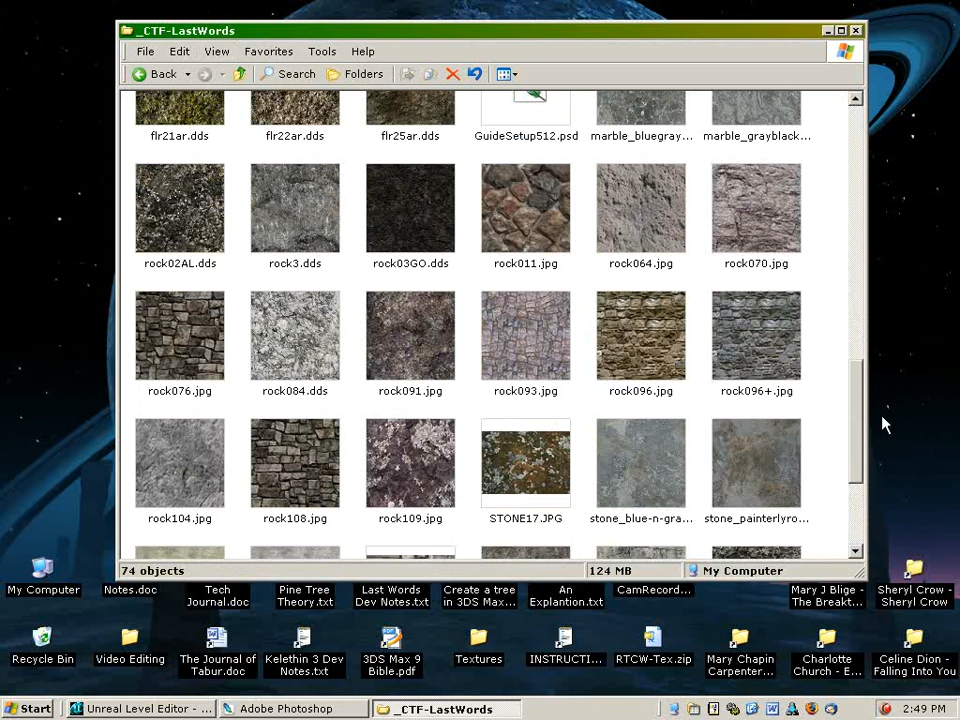 _CTF-LastWords
File Edit View Favorites Tools Help
Back Search Folders
flr21ar.dds flr22ar.dds flr25ar.dds GuideSetup512.psd marble_bluegray... marble_grayblack...
rock02AL.dds rock3.dds rock03GO.dds rock011.jpg rock064.jpg rock070.jpg
rock076.jpg rock084.dds rock091.jpg rock093.jpg rock096.jpg rock096+.jpg
rock104.jpg rock108.jpg rock109.jpg STONE17.JPG stone_blue-n-gra... stone_painterlyro...
74 objects 124 MB My Computer
My Computer Notes.doc Tech Journal.doc Pine Tree Theory.txt Last Words Dev Notes.txt Create a tree in 3DS Max... An Explantion.txt CamRecord... Mary J Blige - The Breakt... Sheryl Crow - Sheryl Crow
Recycle Bin Video Editing The Journal of Tabur.doc Kelethin 3 Dev Notes.txt 3DS Max 9 Bible.pdf Textures INSTRUCTI... RTCW-Tex.zip Mary Chapin Carpenter... Charlotte Church - E... Celine Dion - Falling Into You
Start Unreal Level Editor - ... Adobe Photoshop _CTF-LastWords 2:49 PM